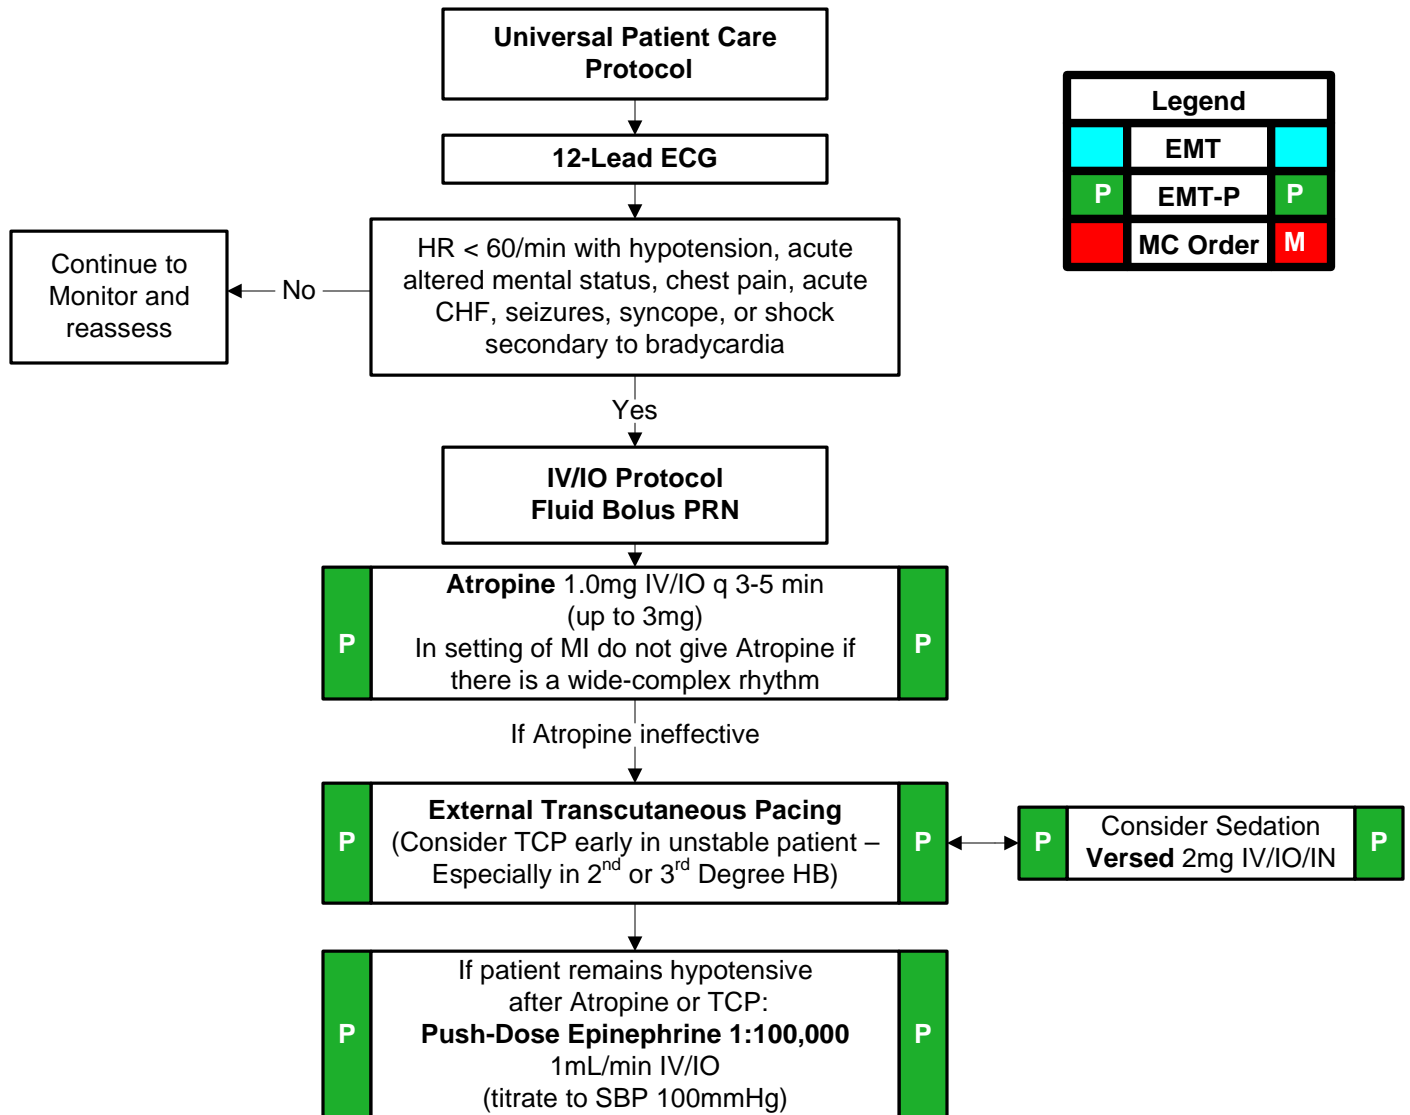 Universal Patient Care
Protocol
Legend
EMT
P EMT-P P
MC Order M
12-Lead ECG
HR < 60/min with hypotension, acute
altered mental status, chest pain, acute
CHF, seizures, syncope, or shock
secondary to bradycardia
No
Continue to
Monitor and
reassess
Yes
IV/IO Protocol
Fluid Bolus PRN
P
Atropine 1.0mg IV/IO q 3-5 min
(up to 3mg)
In setting of MI do not give Atropine if
there is a wide-complex rhythm
P
If Atropine ineffective
P
External Transcutaneous Pacing
(Consider TCP early in unstable patient –
Especially in 2nd or 3rd Degree HB)
P
P
Consider Sedation
Versed 2mg IV/IO/IN
P
P
If patient remains hypotensive
after Atropine or TCP:
Push-Dose Epinephrine 1:100,000
1mL/min IV/IO
(titrate to SBP 100mmHg)
P